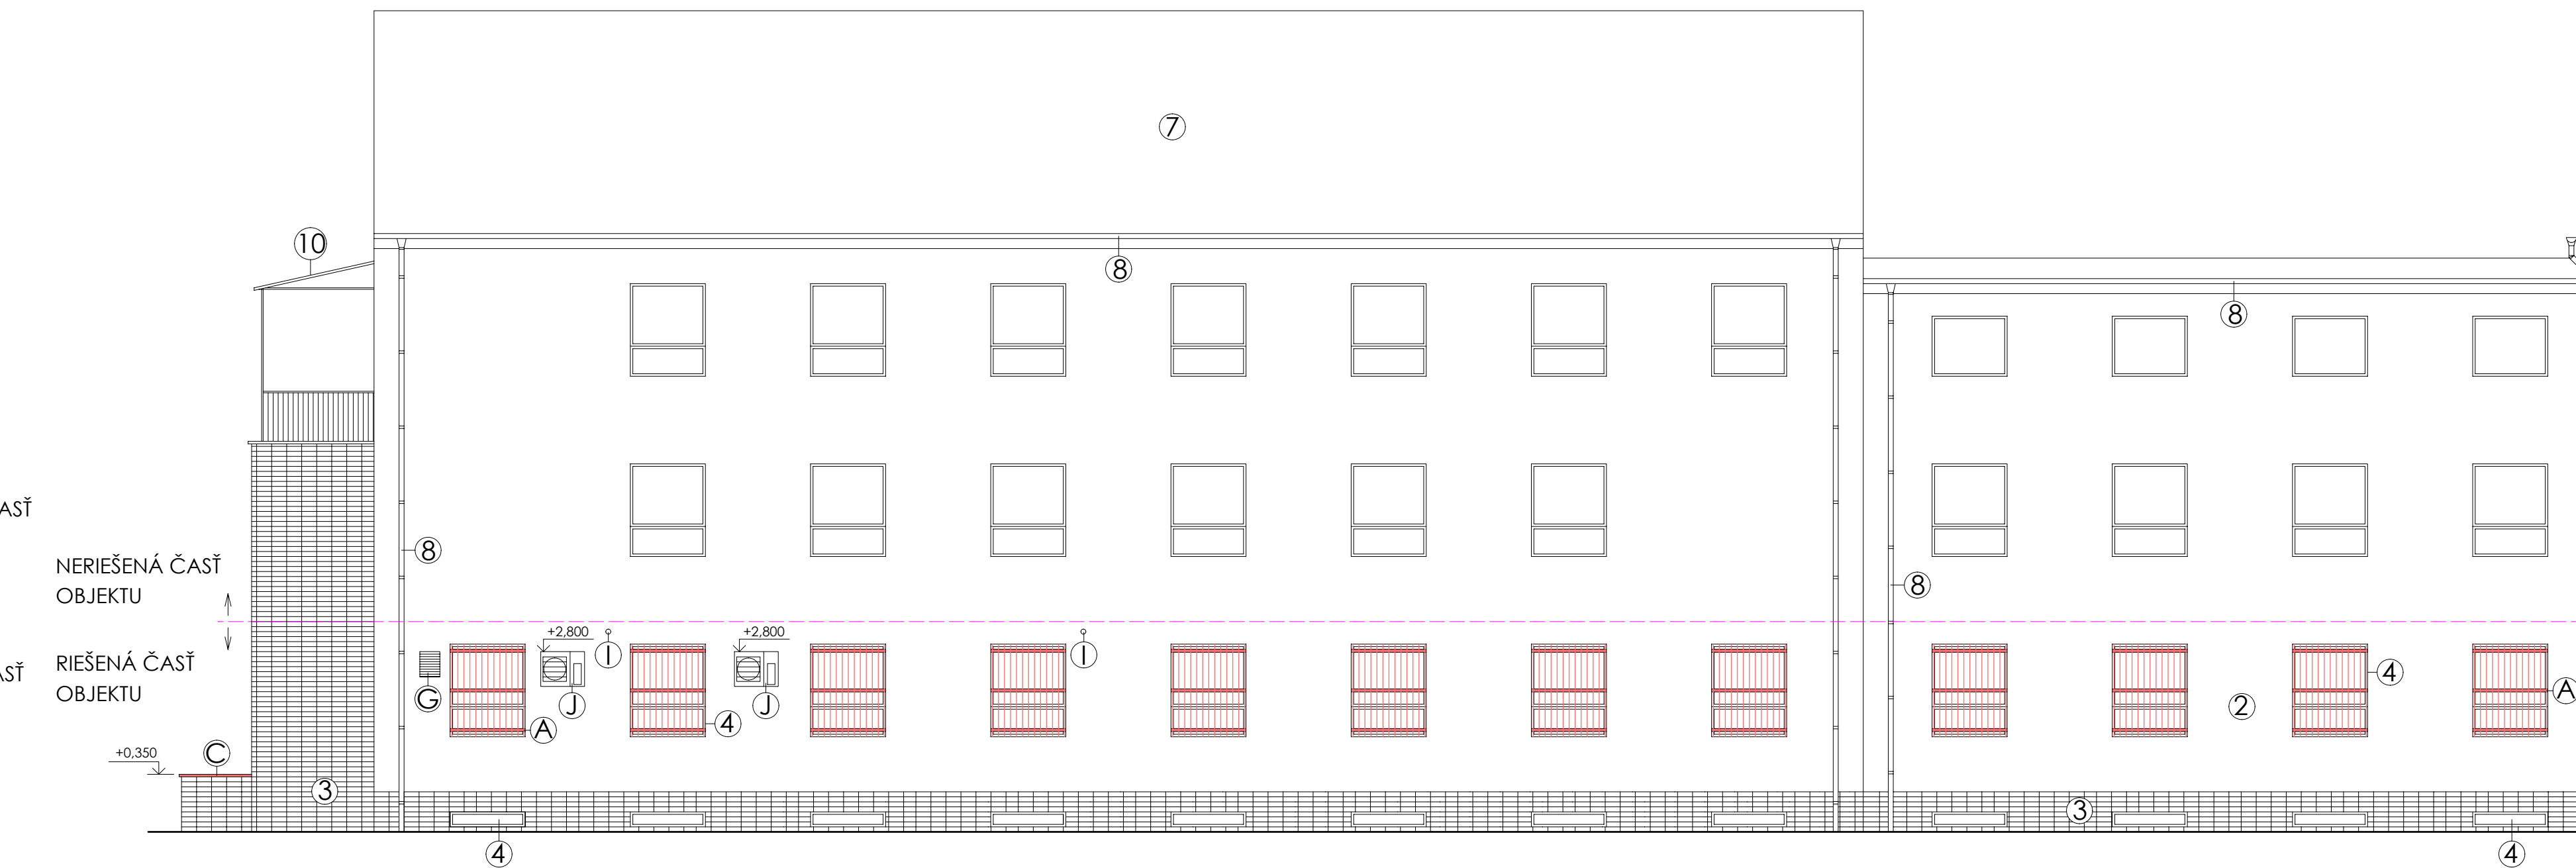 7
10
8
8
ASŤ
NERIEŠENÁ ČASŤ
OBJEKTU
8
8
+2,800
+2,800
I
I
ASŤ
RIEŠENÁ ČASŤ
OBJEKTU
G
J
J
4
A
A
4
2
+0,350
C
3
3
4
4